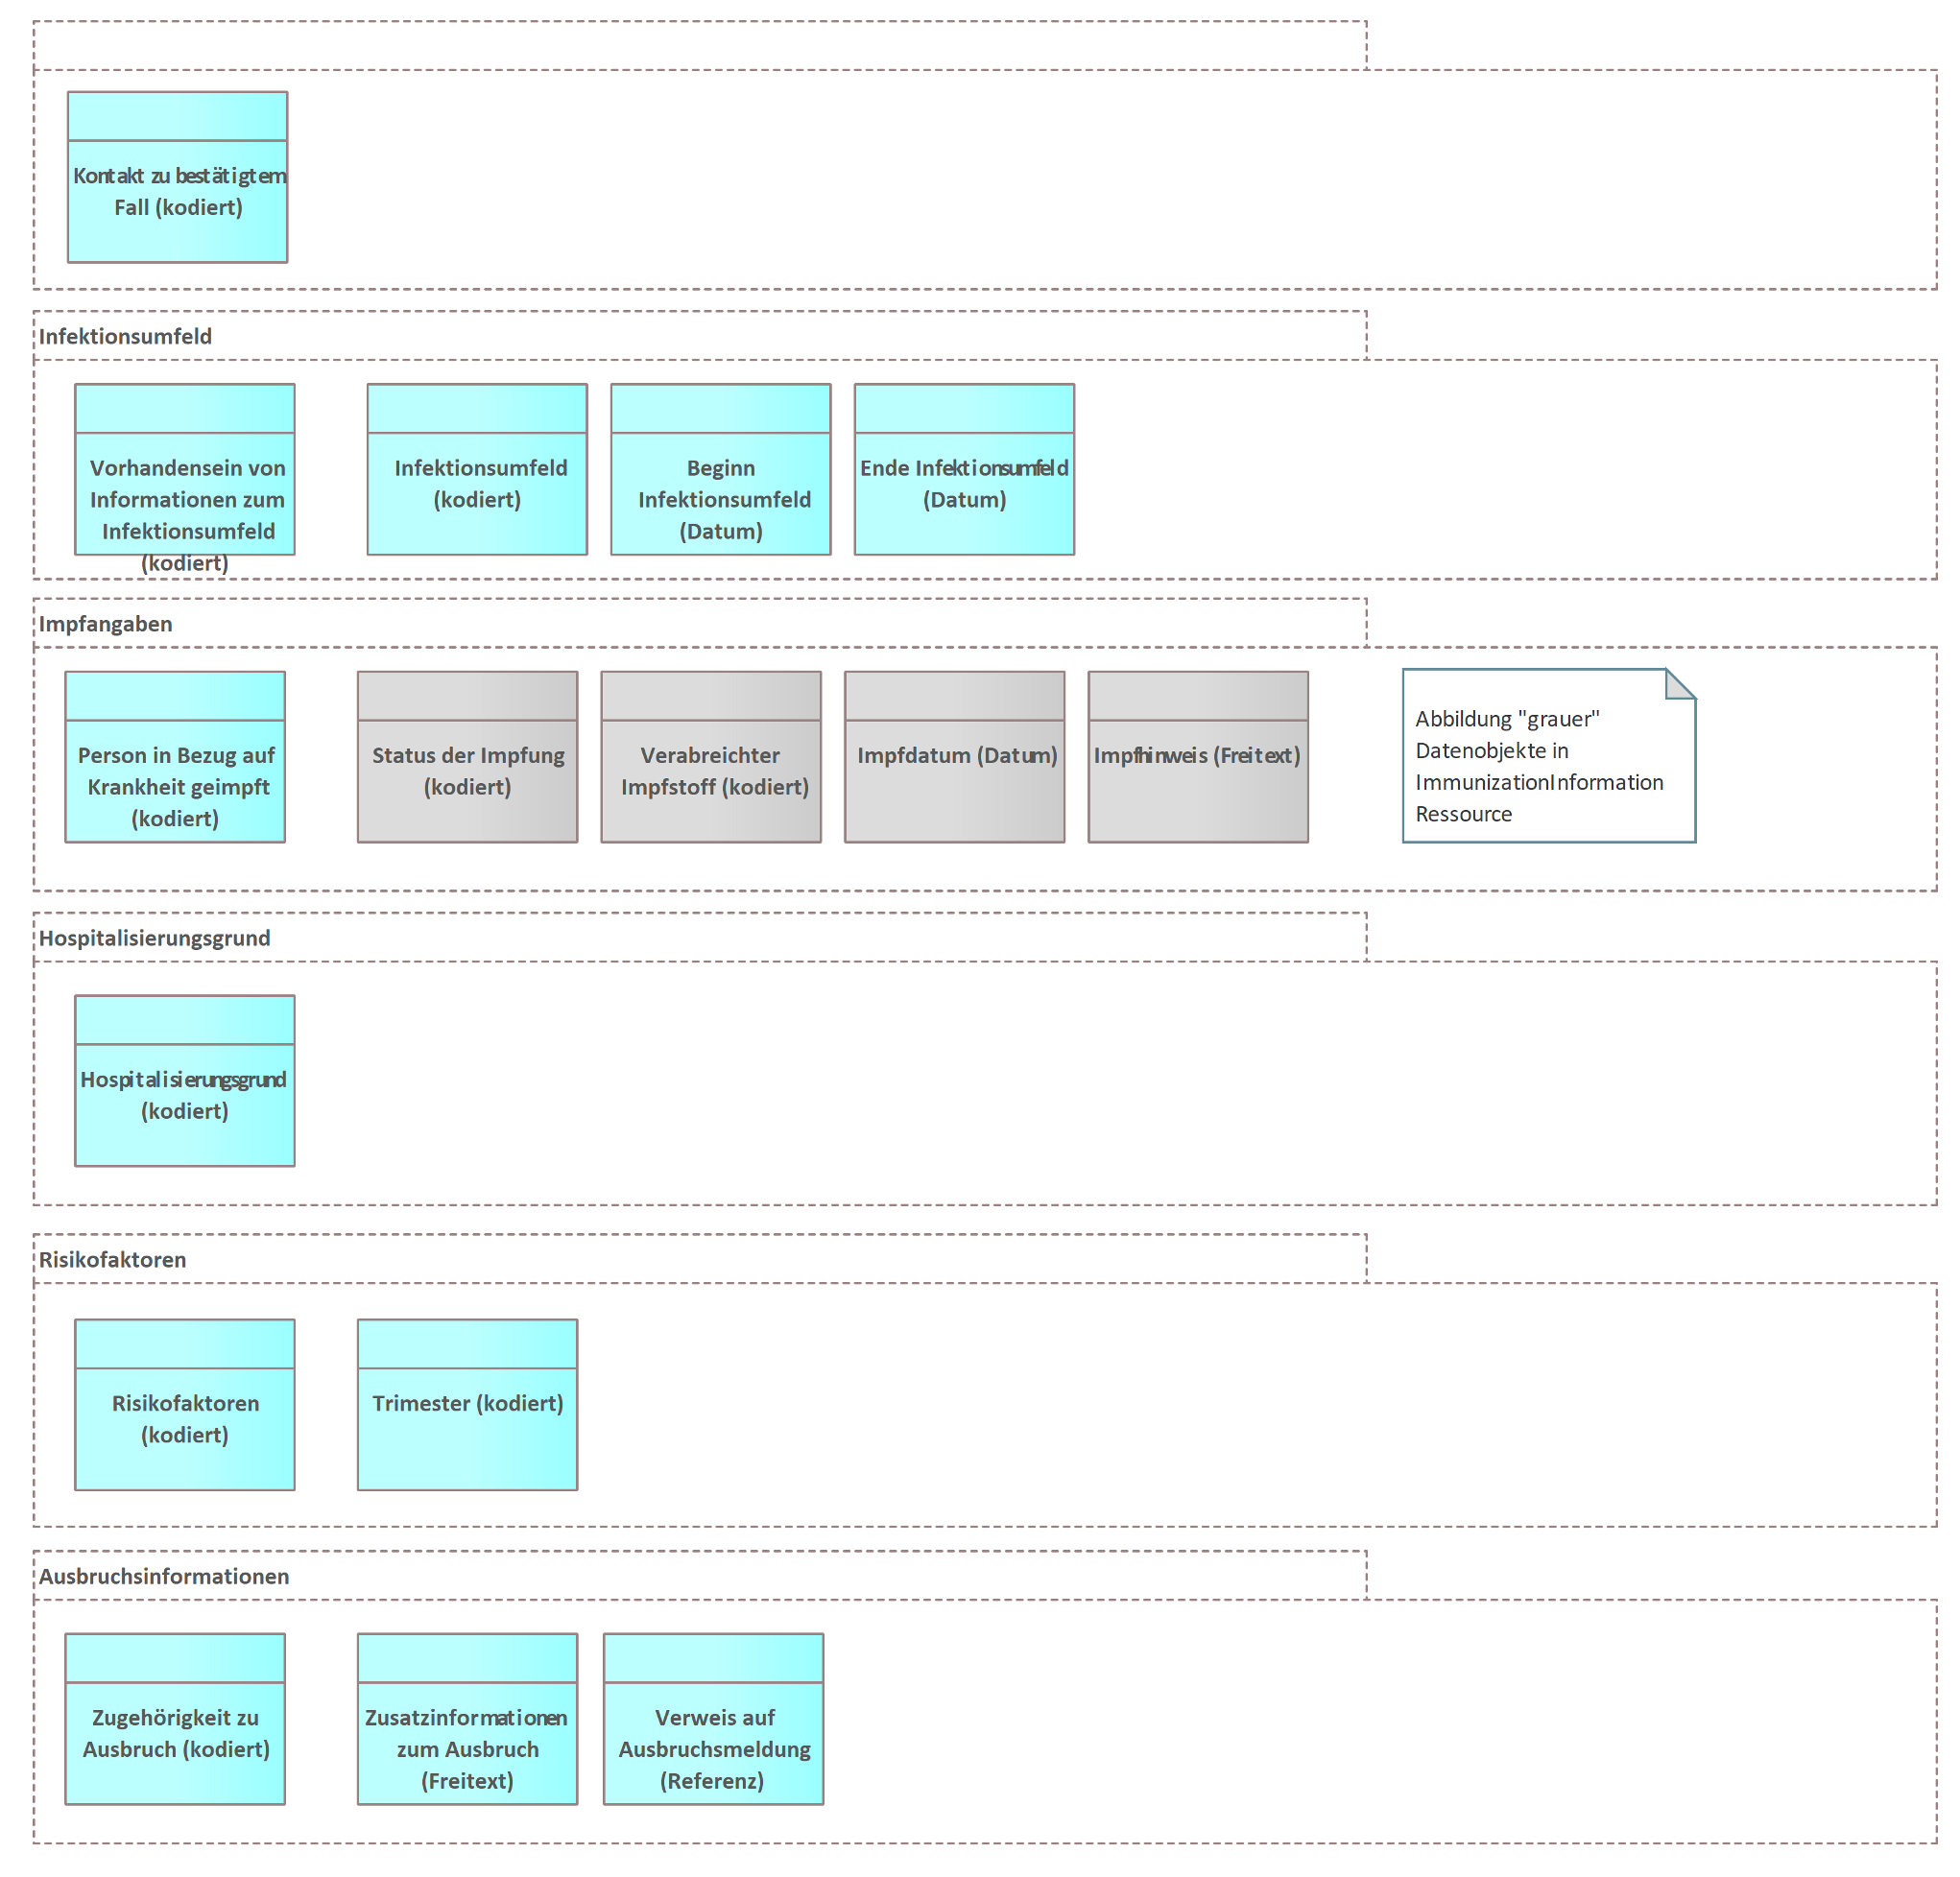 Kontakt zu bestätigtem
Fall (kodiert)
Infektionsumfeld
Vorhandensein von
Informationen zum
Infektionsumfeld
(kodiert)
Infektionsumfeld
(kodiert)
Beginn
Infektionsumfeld
(Datum)
Ende Infektionsumfeld
(Datum)
Impfangaben
Person in Bezug auf
Krankheit geimpft
(kodiert)
Status der Impfung
(kodiert)
Verabreichter
Impfstoff (kodiert)
Impfdatum (Datum)
Impfhinweis (Freitext)
Abbildung "grauer"
Datenobjekte in
ImmunizationInformation
Ressource
Hospitalisierungsgrund
Hospitalisierungsgrund
(kodiert)
Risikofaktoren
Risikofaktoren
(kodiert)
Trimester (kodiert)
Ausbruchsinformationen
Zugehörigkeit zu
Ausbruch (kodiert)
Zusatzinformationen
zum Ausbruch
(Freitext)
Verweis auf
Ausbruchsmeldung
(Referenz)